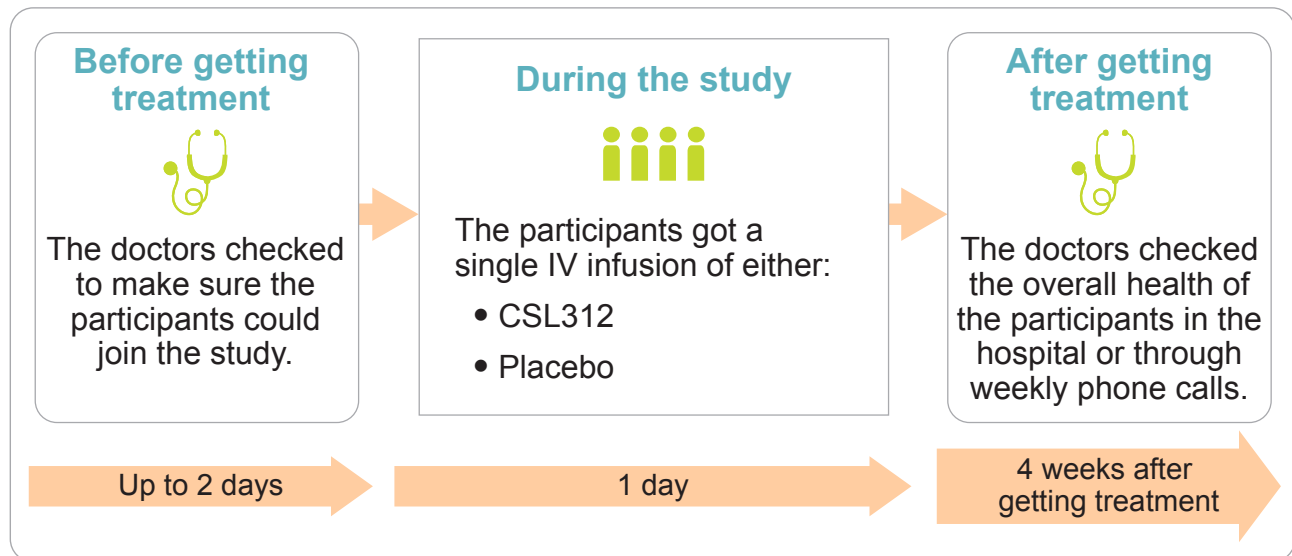 Before getting
treatment
The doctors checked
to make sure the
participants could
join the study.
During the study
The participants got a
single IV infusion of either:
• CSL312
• Placebo
After getting
treatment
The doctors checked
the overall health of
the participants in the
hospital or through
weekly phone calls.
Up to 2 days
1 day
4 weeks after
getting treatment